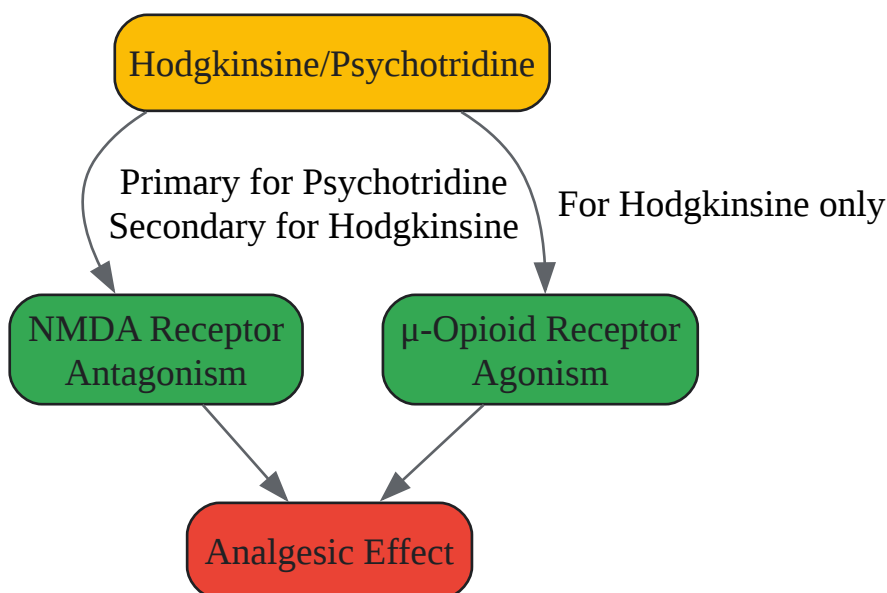 Hodgkinsine/Psychotridine
Primary for Psychotridine
Secondary for Hodgkinsine
For Hodgkinsine only
NMDA Receptor
Antagonism
μ-Opioid Receptor
Agonism
Analgesic Effect